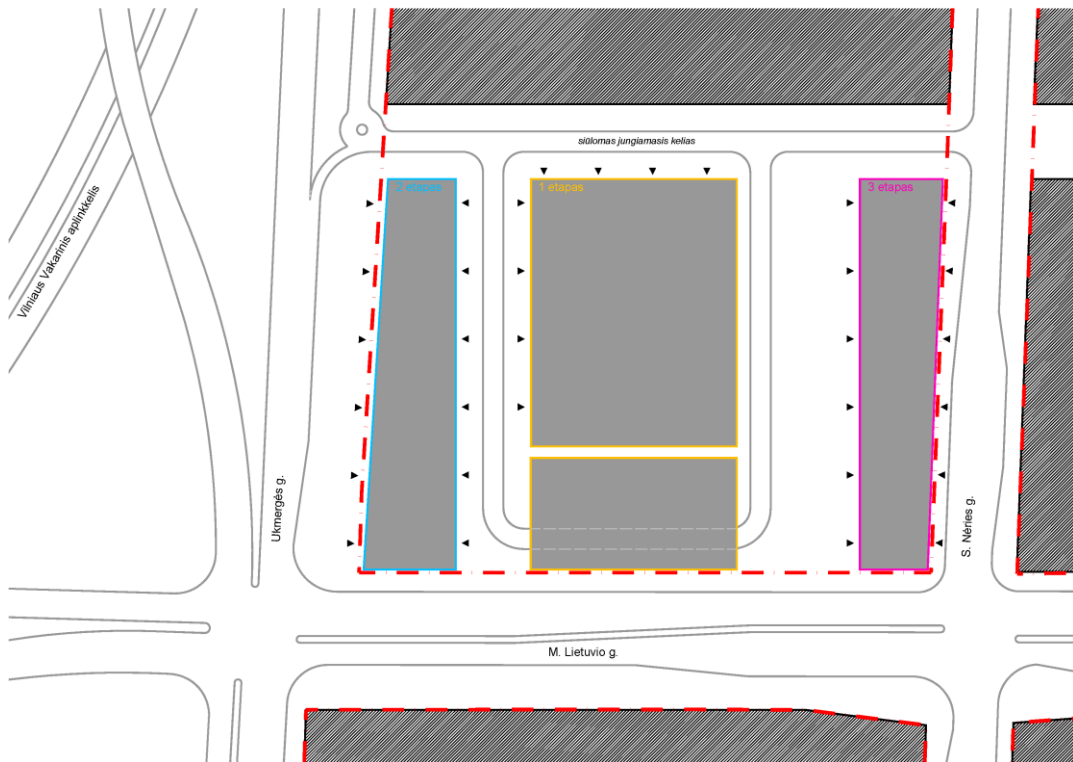 siūlomas jungiamasis kelias
2 etapas
1 etapas
3 etapas
Vilniaus Vakarinis aplinkkelis
Ukmergės g.
S. Nėries g.
M. Lietuvio g.